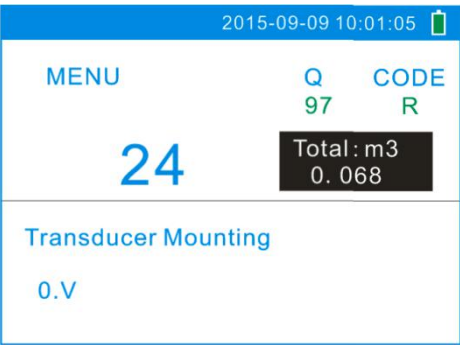 2015-09-09 10:01:05
MENU Q CODE
97 R
24
Total: m3
0. 068
Transducer Mounting
0.V